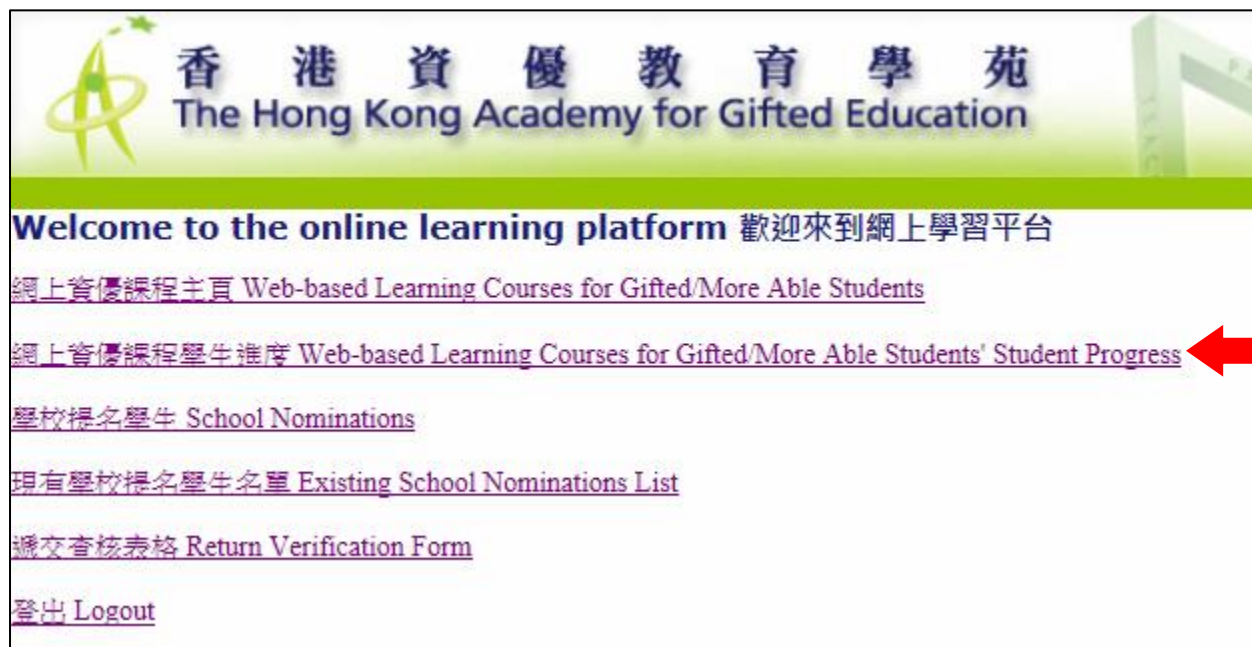 香港資優教育學苑
The Hong Kong Academy for Gifted Education
Welcome to the online learning platform 歡迎來到網上學習平台
網上資優課程主頁 Web-based Learning Courses for Gifted/More Able Students
網上資優課程學生進度 Web-based Learning Courses for Gifted/More Able Students' Student Progress
學校提名學生 School Nominations
現有學校提名學生名單 Existing School Nominations List
遞交查核表格 Return Verification Form
登出 Logout